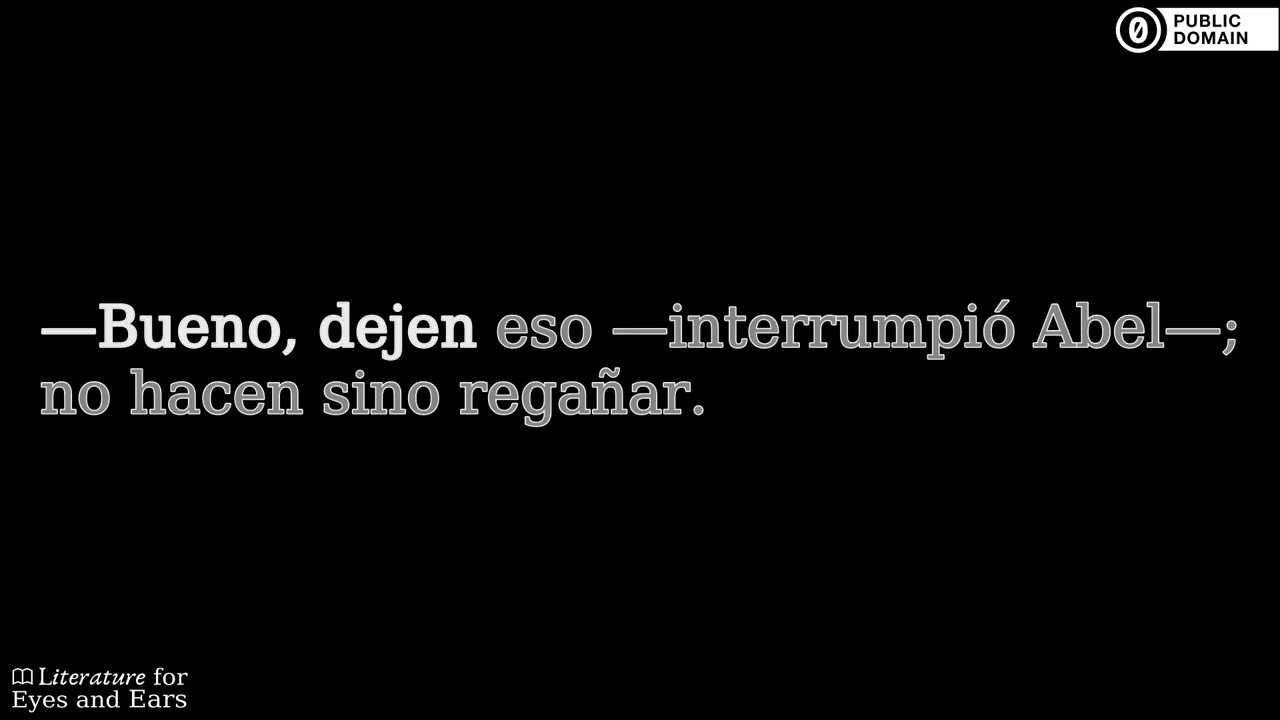 PUBLIC
DOMAIN
—Bueno, dejen eso —interrumpió Abel—;
no hacen sino regañar.
Literature for
Eyes and Ears